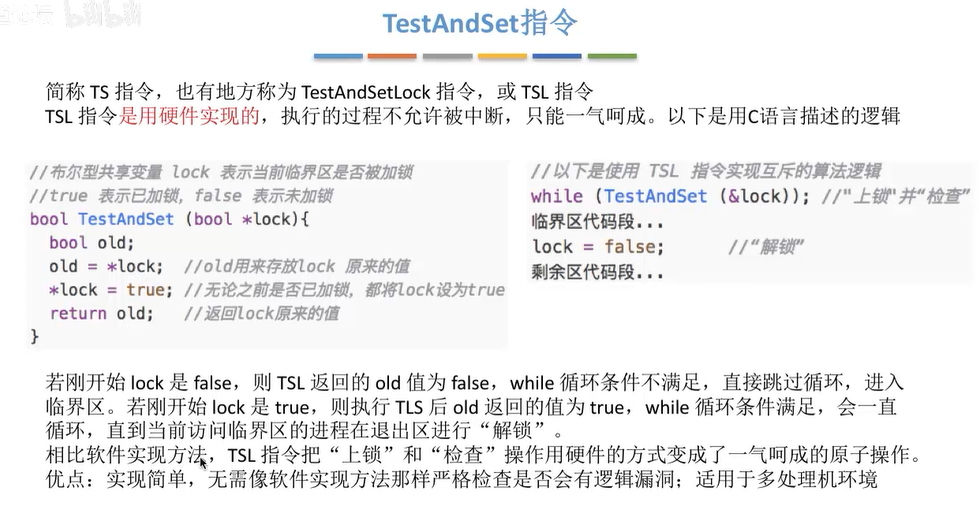 bilibili
TestAndSet指令
简称 TS 指令，也有地方称为 TestAndSetLock 指令，或 TSL 指令
TSL 指令是用硬件实现的，执行的过程不允许被中断，只能一气呵成。以下是用C语言描述的逻辑
//布尔型共享变量 lock 表示当前临界区是否被加锁
//true 表示已加锁，false 表示未加锁
bool TestAndSet (bool *lock){
bool old;
old = *lock; //old用来存放lock 原来的值
*lock = true; //无论之前是否已加锁，都将lock设为true
return old; //返回lock原来的值
}
//以下是使用 TSL 指令实现互斥的算法逻辑
while (TestAndSet (&lock)); //"上锁"并“检查”
临界区代码段...
lock = false; //“解锁”
剩余区代码段...
若刚开始 lock 是 false，则 TSL 返回的 old 值为 false，while 循环条件不满足，直接跳过循环，进入
临界区。若刚开始 lock 是 true，则执行 TLS 后 old 返回的值为 true，while 循环条件满足，会一直
循环，直到当前访问临界区的进程在退出区进行“解锁”。
相比软件实现方法，TSL 指令把“上锁”和“检查”操作用硬件的方式变成了一气呵成的原子操作。
优点：实现简单，无需像软件实现方法那样严格检查是否会有逻辑漏洞；适用于多处理机环境